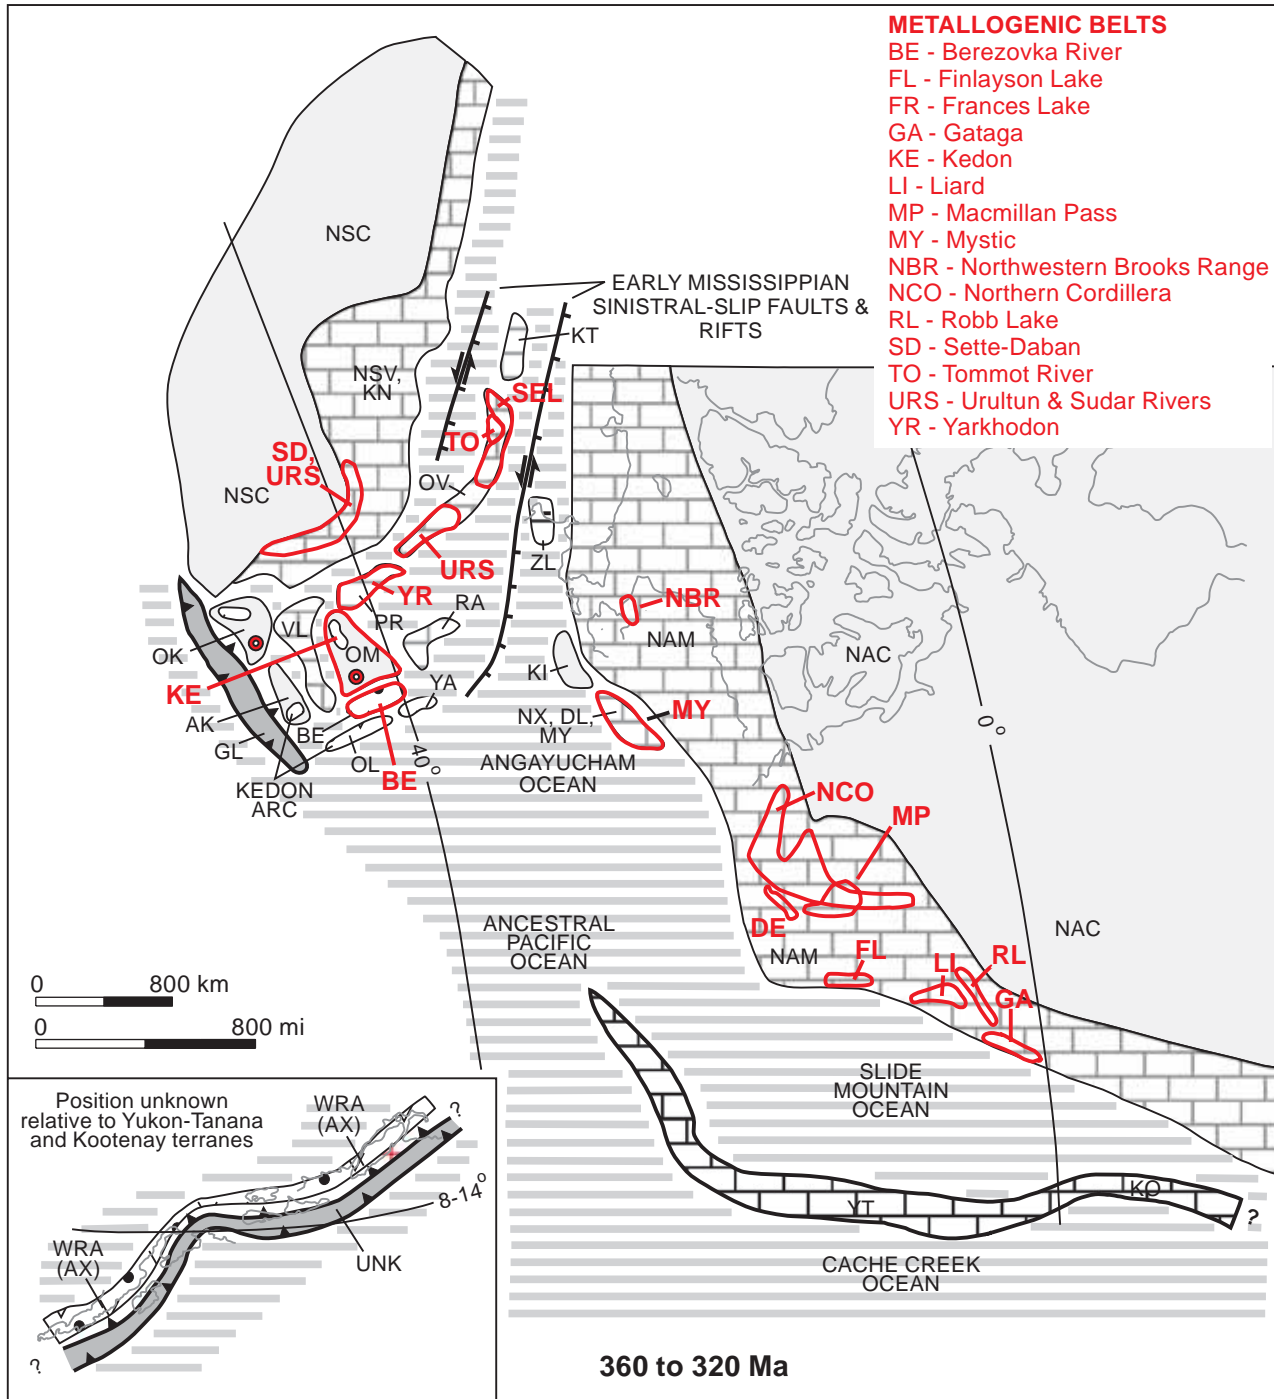 METALLOGENIC BELTS
BE - Berezovka River
FL - Finlayson Lake
FR - Frances Lake
GA - Gataga
KE - Kedon
LI - Liard
MP - Macmillan Pass
MY - Mystic
NBR - Northwestern Brooks Range
NCO - Northern Cordillera
RL - Robb Lake
SD - Sette-Daban
TO - Tommot River
URS - Urultun & Sudar Rivers
YR - Yarkhodon
NSC
EARLY MISSISSIPPIAN
SINISTRAL-SLIP FAULTS &
RIFTS
KT
NSV,
KN
SEL
TO
SD,
URS
NSC
OV
ZL
URS
YR
NBR
RA
PR
VL
OK
OM
NAM
NAC
KI
KE
YA
AK
NX, DL,
MY
MY
0°
BE
GL
OL
40°
BE
ANGAYUCHAM
OCEAN
KEDON
ARC
NCO
MP
ANCESTRAL
PACIFIC
OCEAN
DE
NAM
FL
NAC
LI
RL
GA
0 800 km
0 800 mi
SLIDE
MOUNTAIN
OCEAN
Position unknown
relative to Yukon-Tanana
and Kootenay terranes
WRA
(AX)
?
8-14°
WRA
(AX)
UNK
?
YT
KO
?
CACHE CREEK
OCEAN
360 to 320 Ma